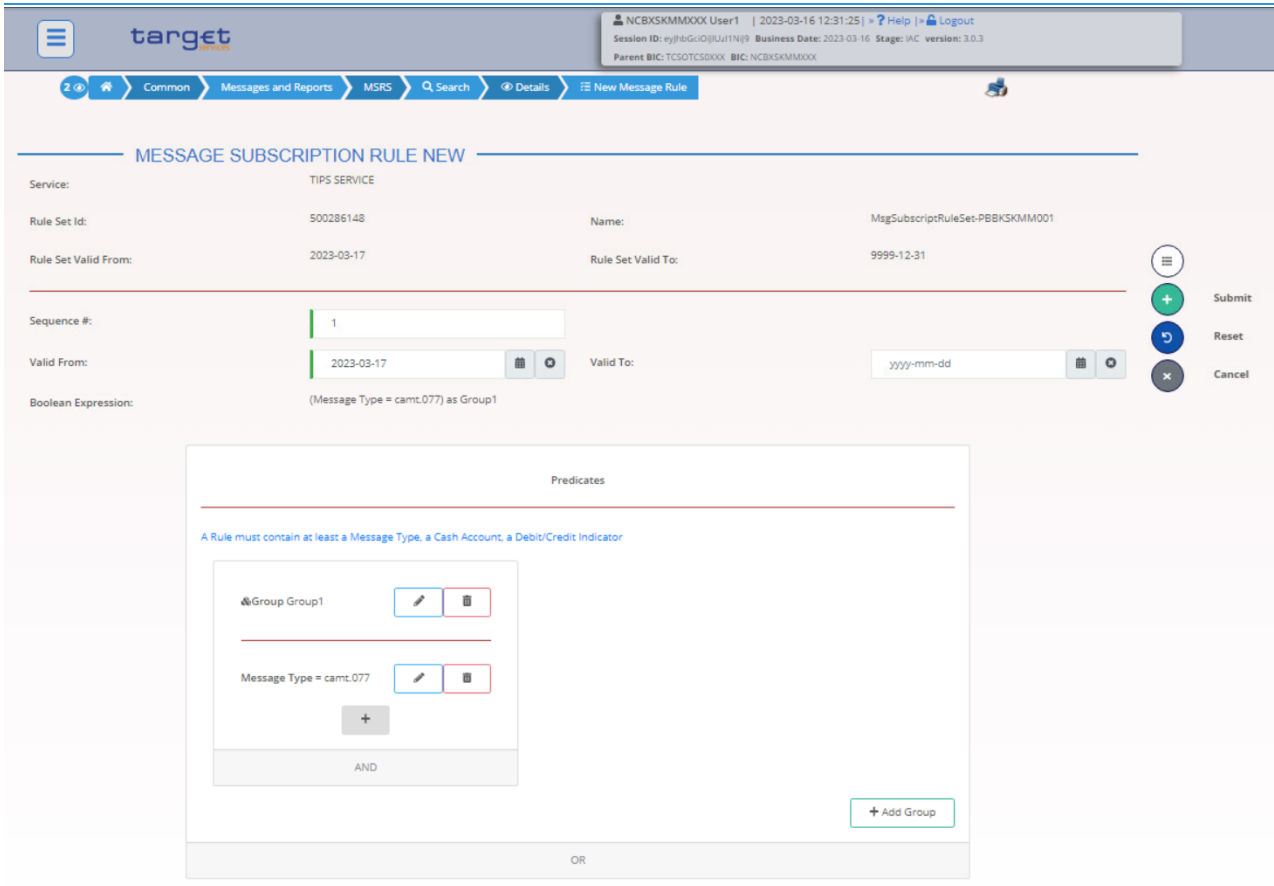 target
services
NCBXSKMMXXX User1 | 2023-03-16 12:31:25| » ? Help |» Logout
Business Date: 2023-03-16 Stage: IAC version: 3.0.3
Parent BIC: TCSOTCS0XXX BIC: NCBXSKMMXXX
2 Common Messages and Reports MSRS Search Details New Message Rule
MESSAGE SUBSCRIPTION RULE NEW
Service: TIPS SERVICE
Rule Set Id: 500286148 Name: MsgSubscriptRuleSet-PBBKSKMM001
Rule Set Valid From: 2023-03-17 Rule Set Valid To: 9999-12-31
Submit
Sequence #: 1
Reset
Valid From: 2023-03-17 Valid To: yyyy-mm-dd
Cancel
Boolean Expression: (Message Type = camt.077) as Group1
Predicates
A Rule must contain at least a Message Type, a Cash Account, a Debit/Credit Indicator
Group Group1
Message Type = camt.077
+
AND
+ Add Group
OR